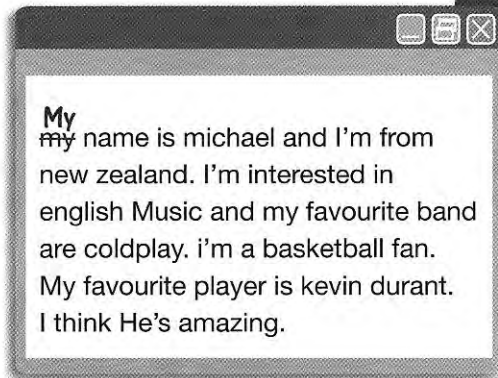 My
my name is michael and I'm from
new zealand. I'm interested in
english Music and my favourite band
are coldplay. i'm a basketball fan.
My favourite player is kevin durant.
I think He's amazing.